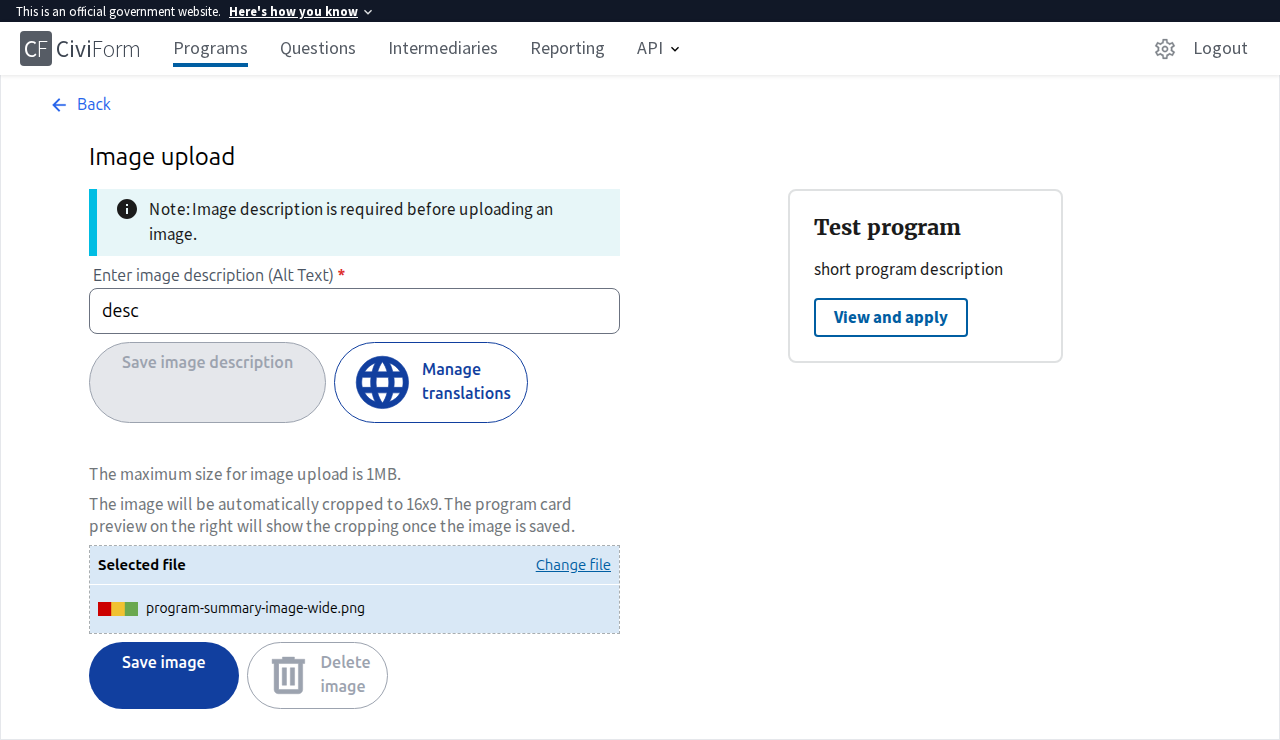 This is an official government website. Here's how you know
CF CiviForm Programs Questions Intermediaries Reporting API Logout
Back
Image upload
Note: Image description is required before uploading an
image.
Enter image description (Alt Text) *
desc
Save image description
Manage
translations
The maximum size for image upload is 1MB.
The image will be automatically cropped to 16x9. The program card
preview on the right will show the cropping once the image is saved.
Selected file Change file
program-summary-image-wide.png
Save image
Delete
image
Test program
short program description
View and apply